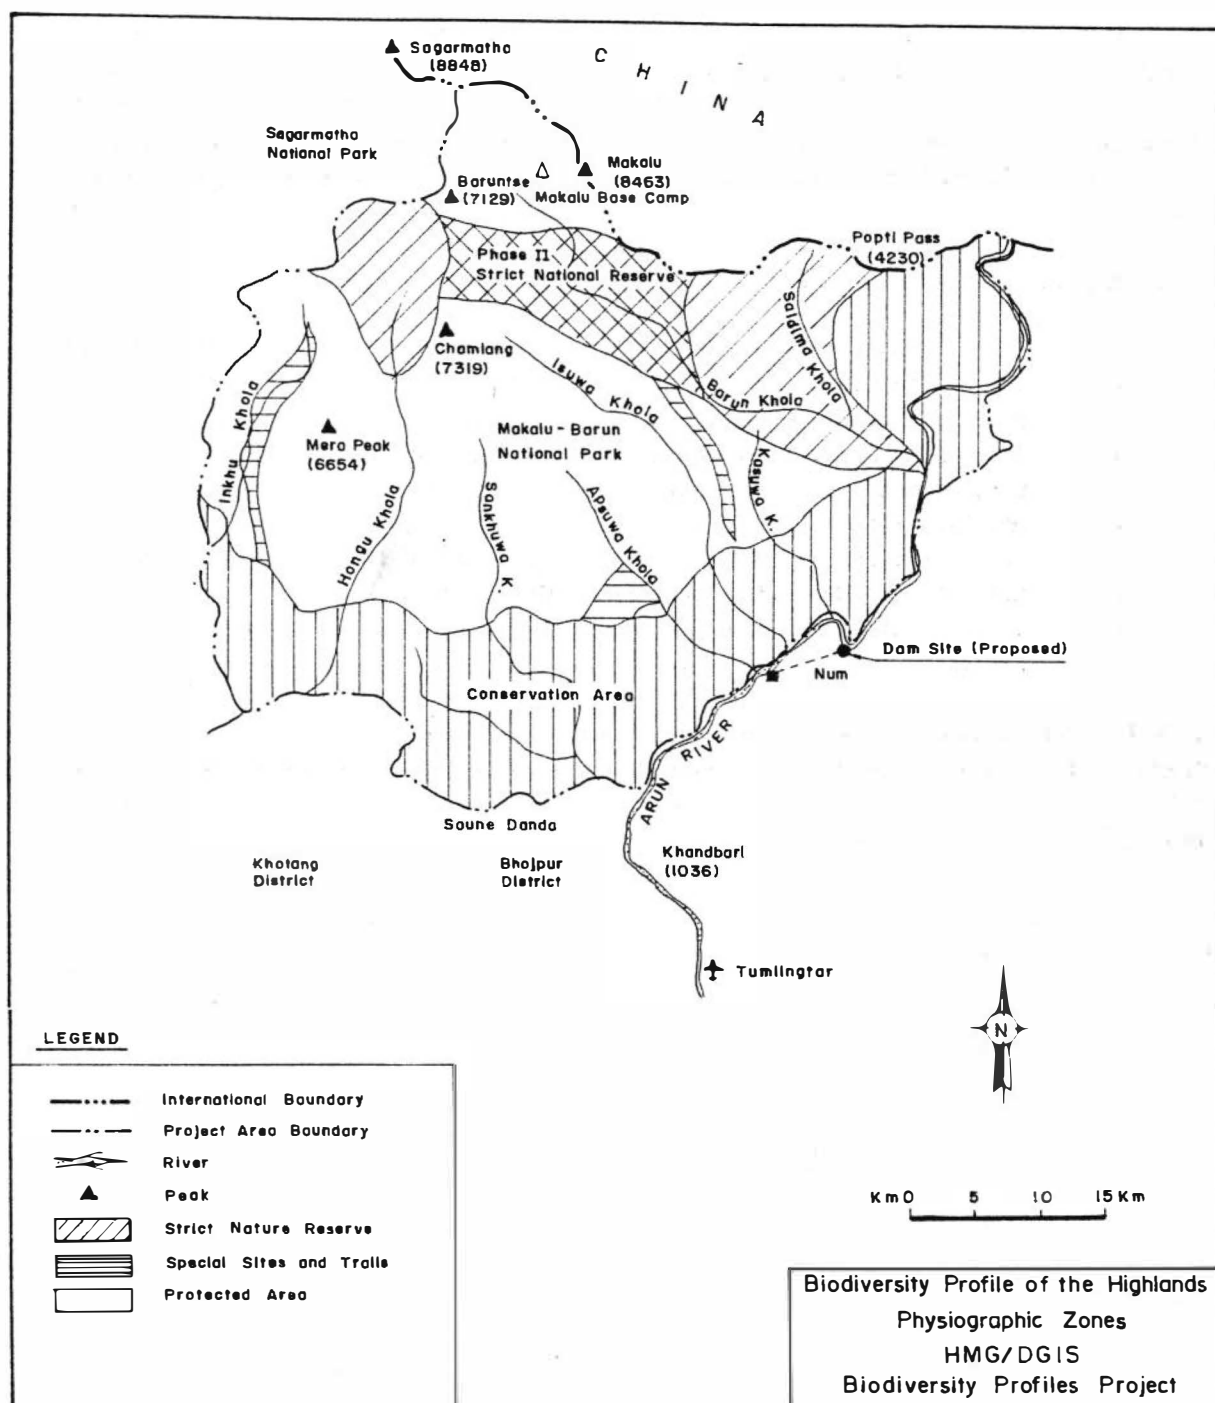 Sagarmatha
(8848)
CHINA
Sagarmatha
National Park
Makalu
(8463)
Baruntse
(7129)
Makalu Base Camp
Popti Pass
(4230)
Phase II
Strict National Reserve
Saldima Khola
Chamlang
(7319)
Isuwa Khola
Barun Khola
Inkhu Khola
Mera Peak
(6654)
Makalu-Barun
National Park
Kasuwa K.
Hongu Khola
Sankhuwa K.
Apsuwa Khola
Dam Site (Proposed)
Num
Conservation Area
ARUN RIVER
Saune Danda
Khotang
District
Bhojpur
District
Khandbari
(1036)
Tumlingtar
N
LEGEND
International Boundary
Project Area Boundary
River
Peak
Strict Nature Reserve
Special Sites and Trails
Protected Area
Km 0 5 10 15 Km
Biodiversity Profile of the Highlands
Physiographic Zones
HMG/DGIS
Biodiversity Profiles Project